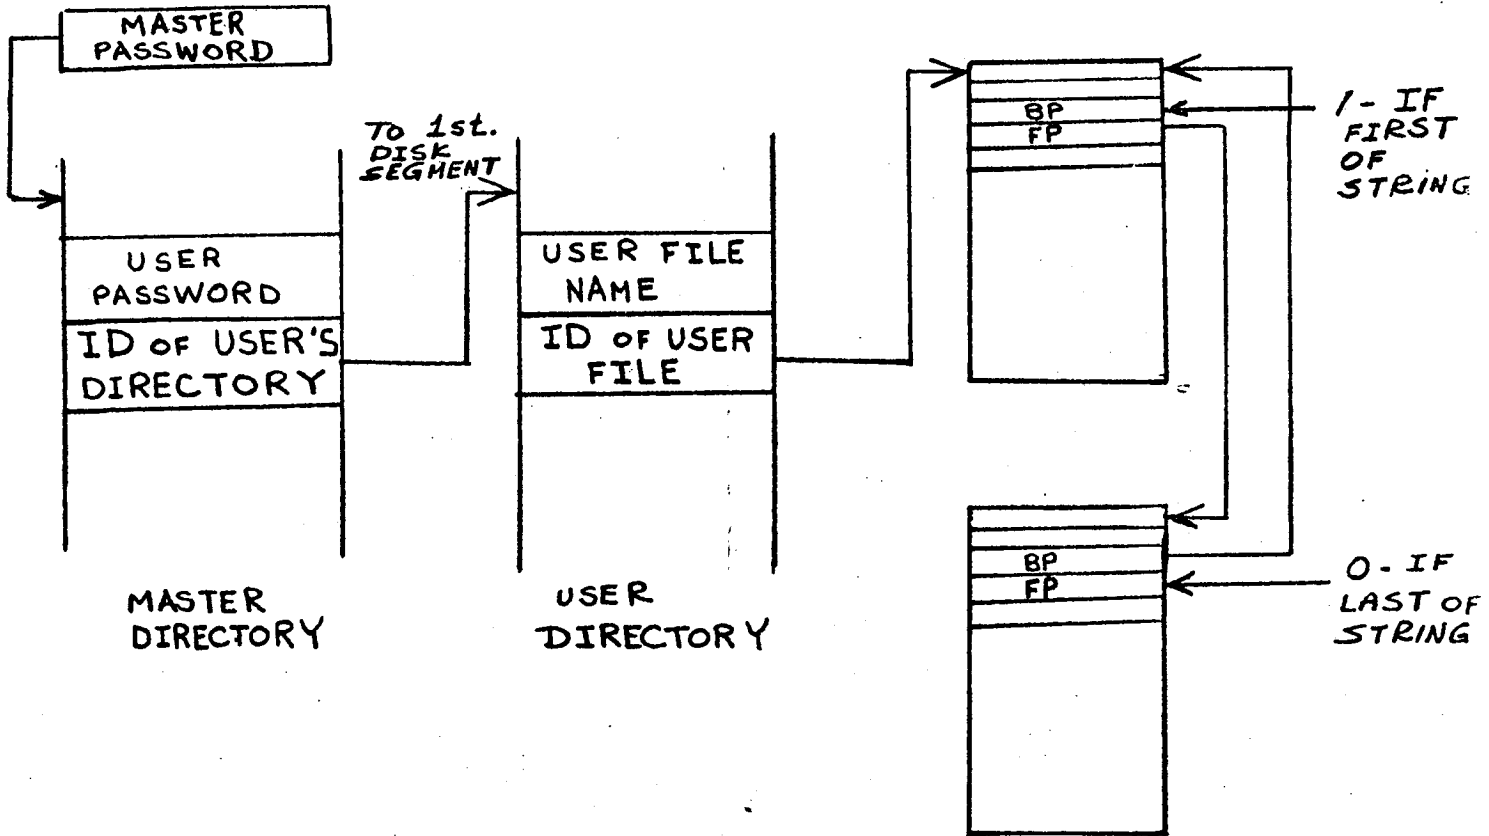 MASTER
PASSWORD
TO 1st.
DISK
SEGMENT
USER
PASSWORD
ID OF USER'S
DIRECTORY
MASTER
DIRECTORY
USER FILE
NAME
ID OF USER
FILE
USER
DIRECTORY
BP
FP
1 - IF
FIRST
OF
STRING
BP
FP
0 - IF
LAST OF
STRING